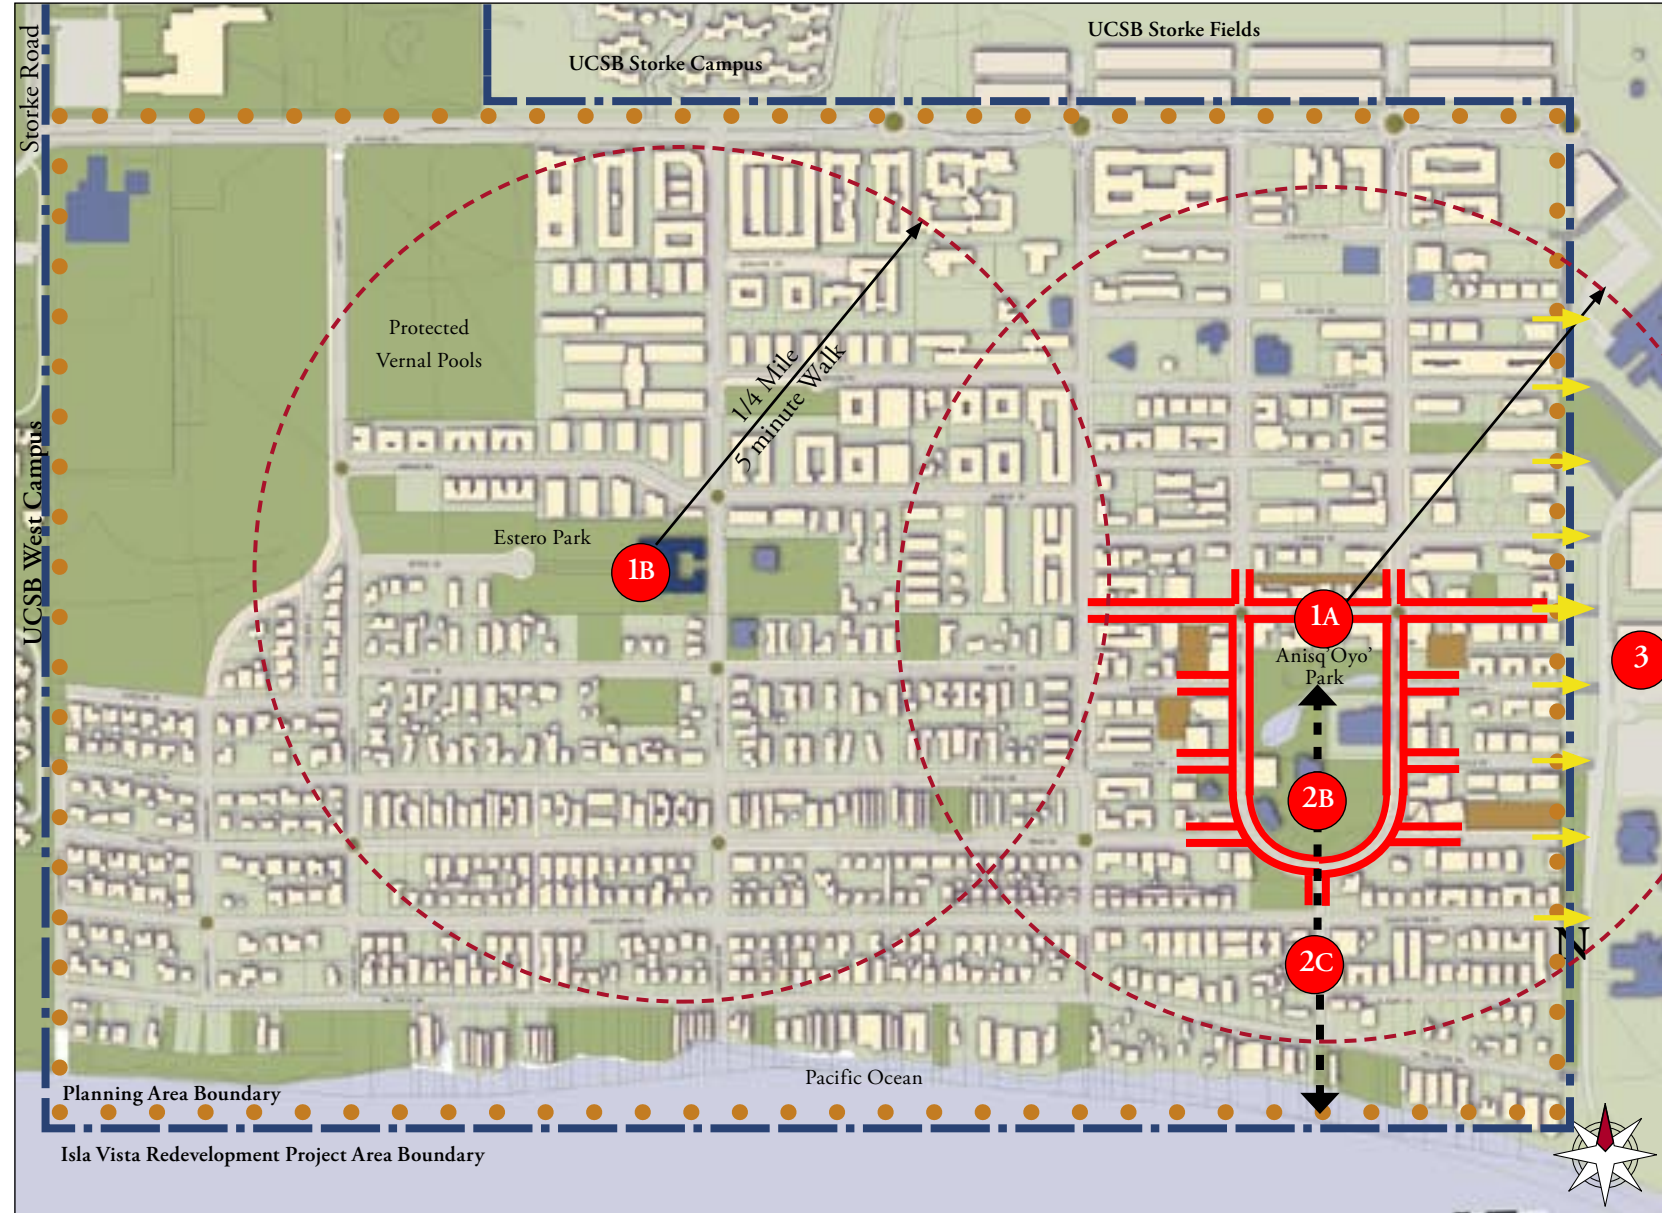 UCSB Storke Fields
UCSB Storke Campus
Storke Road
Protected
Vernal Pools
1/4 Mile
5 minute Walk
UCSB West Campus
Estero Park
1B
1A
Anisq'Oyo'
Park
3
2B
2C
N
Pacific Ocean
Planning Area Boundary
Isla Vista Redevelopment Project Area Boundary